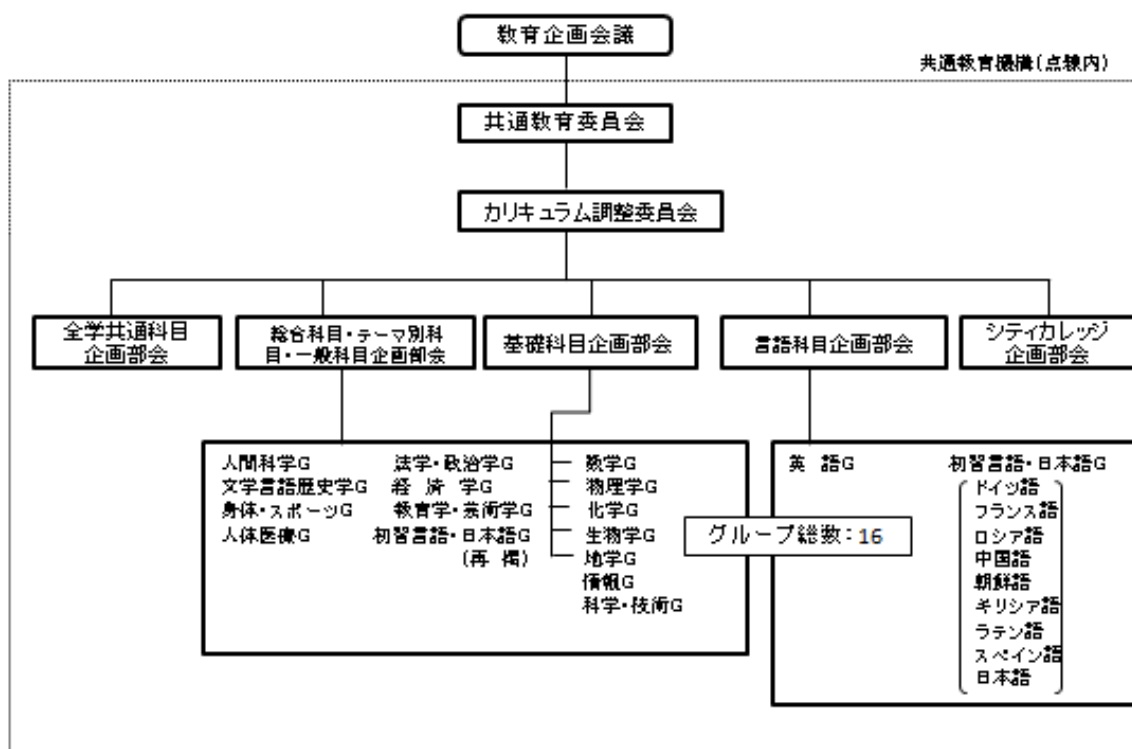 教育企画会議
共通教育機構(点線内)
共通教育委員会
カリキュラム調整委員会
全学共通科目
企画部会
総合科目・テーマ別科
目・一般科目企画部会
基礎科目企画部会
言語科目企画部会
シティカレッジ
企画部会
人間科学G
文学言語歴史学G
身体・スポーツG
人体医療G
法学・政治学G
経済学G
教育学・芸術学G
初習言語・日本語G
(再掲)
数学G
物理学G
化学G
生物学G
地学G
情報G
科学・技術G
グループ総数：16
英語G
初習言語・日本語G
ドイツ語
フランス語
ロシア語
中国語
朝鮮語
ギリシア語
ラテン語
スペイン語
日本語